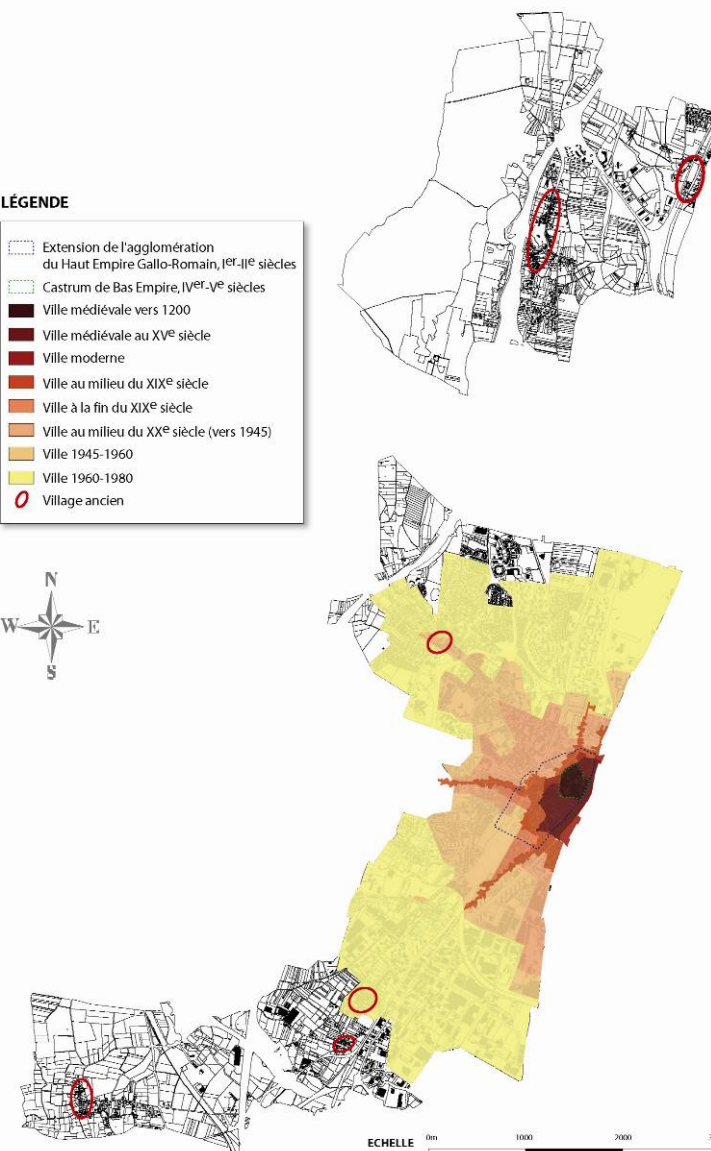 LÉGENDE
Extension de l'agglomération
du Haut Empire Gallo-Romain, Ier-IIe siècles
Castrum de Bas Empire, IVer-Ve siècles
Ville médiévale vers 1200
Ville médiévale au XVe siècle
Ville moderne
Ville au milieu du XIXe siècle
Ville à la fin du XIXe siècle
Ville au milieu du XXe siècle (vers 1945)
Ville 1945-1960
Ville 1960-1980
Village ancien
N
W E
S
ECHELLE 0m 1000 2000